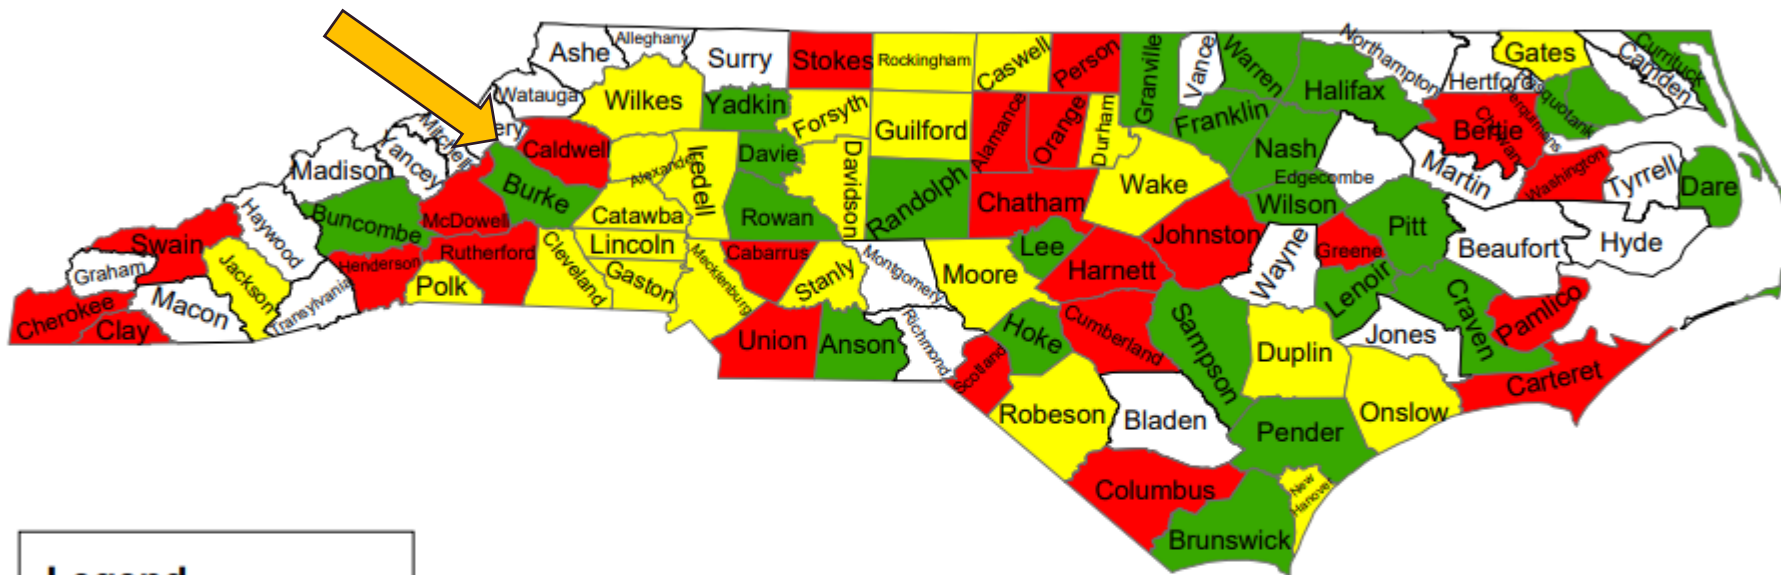 Ashe
Alleghany
Surry
Stokes
Rockingham
Caswell
Person
Granville
Vance
Warren
Northampton
Hertford
Gates
Camden
Currituck
Watauga
Wilkes
Yadkin
Forsyth
Guilford
Alamance
Orange
Durham
Franklin
Halifax
Bertie
Chowan
Perquimans
squotank
ery
Mitchell
Yancey
Madison
Caldwell
Alexander
Iredell
Davie
Davidson
Randolph
Chatham
Wake
Nash
Edgecombe
Martin
Washington
Tyrrell
Dare
Haywood
Buncombe
McDowell
Burke
Catawba
Rowan
Wilson
Pitt
Beaufort
Hyde
Swain
Graham
Jackson
Henderson
Rutherford
Cleveland
Lincoln
Gaston
Mecklenburg
Cabarrus
Stanly
Montgomery
Moore
Lee
Harnett
Johnston
Wayne
Greene
Lenoir
Craven
Pamlico
Cherokee
Clay
Macon
Transylvania
Polk
Union
Anson
Richmond
Scotland
Hoke
Cumberland
Sampson
Duplin
Jones
Carteret
Robeson
Bladen
Pender
Onslow
Columbus
Brunswick
New
Hanover
Legend